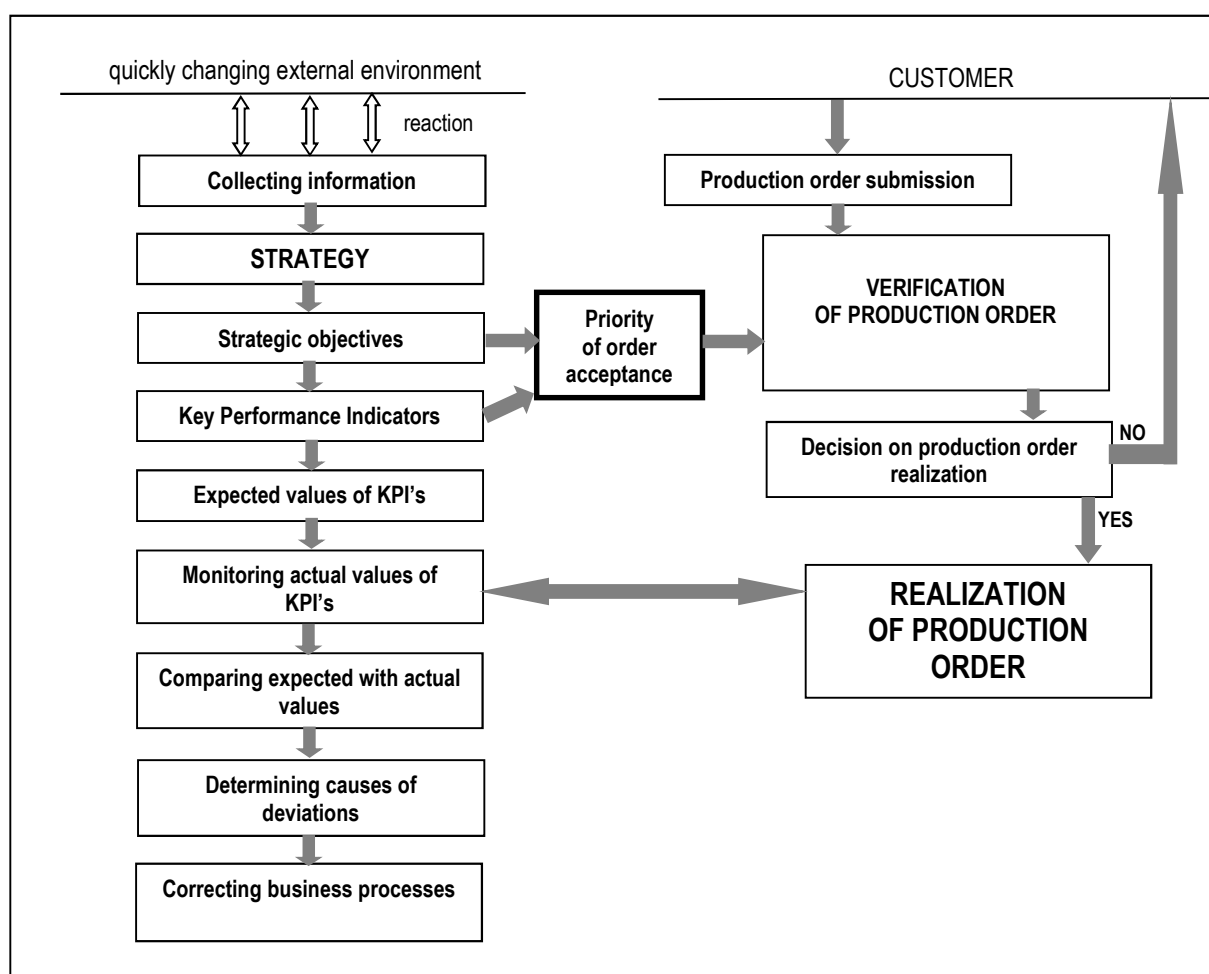 quickly changing external environment
reaction
Collecting information
STRATEGY
Strategic objectives
Key Performance Indicators
Expected values of KPI's
Monitoring actual values of
KPI's
Comparing expected with actual
values
Determining causes of
deviations
Correcting business processes
Priority
of order
acceptance
CUSTOMER
Production order submission
VERIFICATION
OF PRODUCTION ORDER
Decision on production order
realization
NO
YES
REALIZATION
OF PRODUCTION
ORDER